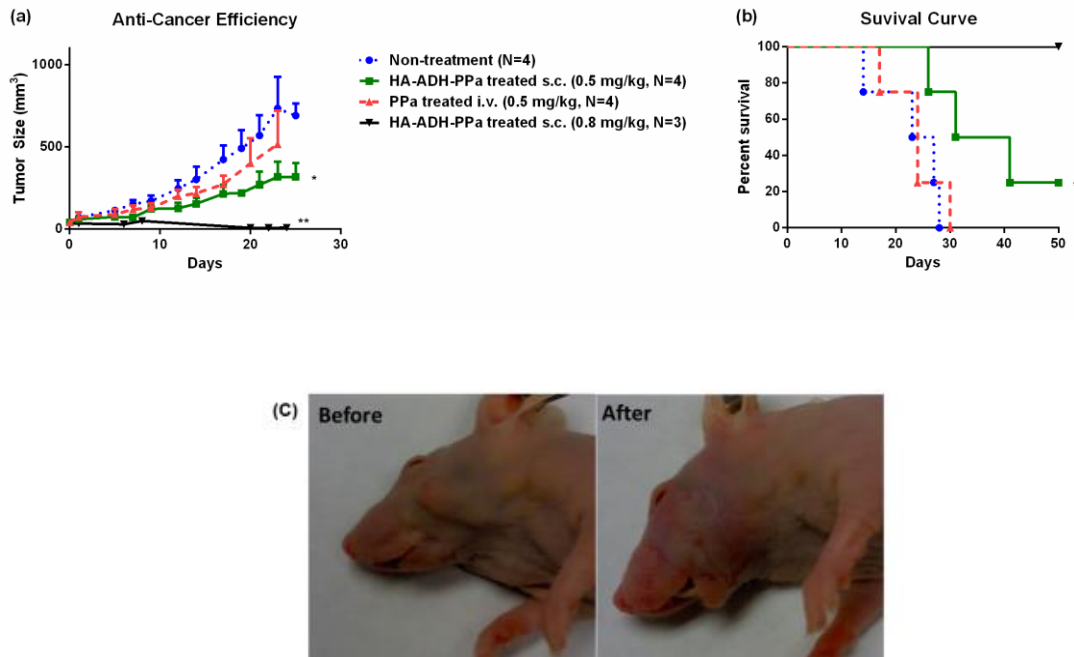 (a)
Anti-Cancer Efficiency
Tumor Size (mm³)
1000
500
0
0 10 20 30
Days
Non-treatment (N=4)
HA-ADH-PPa treated s.c. (0.5 mg/kg, N=4)
PPa treated i.v. (0.5 mg/kg, N=4)
HA-ADH-PPa treated s.c. (0.8 mg/kg, N=3)
*
**
(b)
Suvival Curve
Percent survival
100
80
60
40
20
0
0 10 20 30 40 50
Days
(C)
Before
After